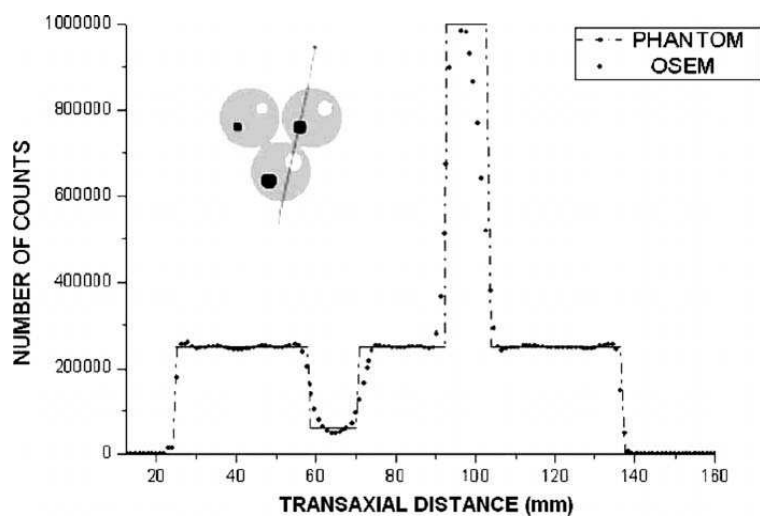 1000000
800000
600000
400000
200000
0
NUMBER OF COUNTS
PHANTOM
OSEM
20 40 60 80 100 120 140 160
TRANSAXIAL DISTANCE (mm)